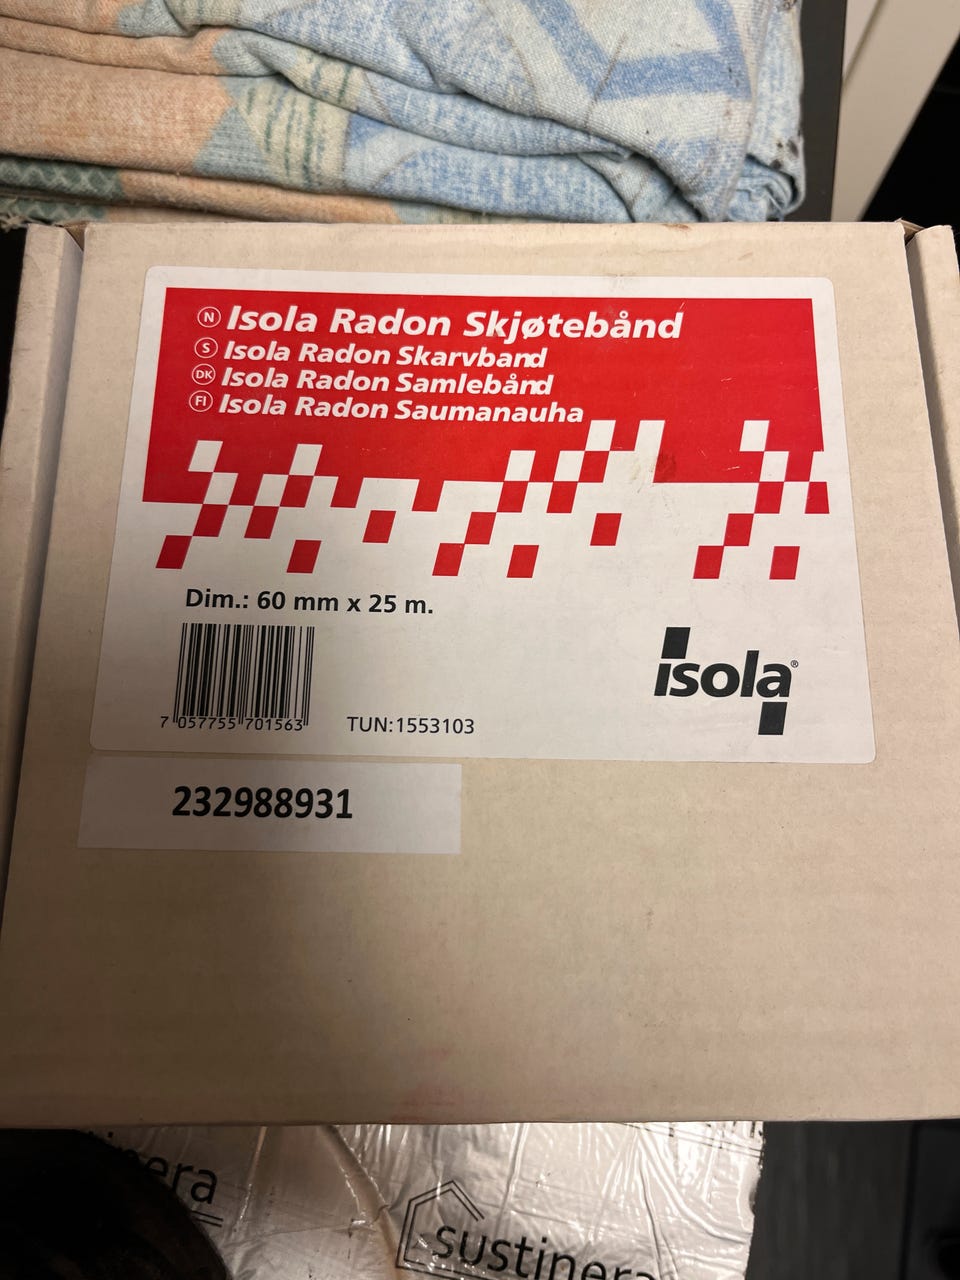 N Isola Radon Skjøtebånd
S Isola Radon Skarvband
DK Isola Radon Samlebånd
FI Isola Radon Saumanauha
Dim.: 60 mm x 25 m.
isola®
7 057755 701563
TUN:1553103
232988931
sustinera